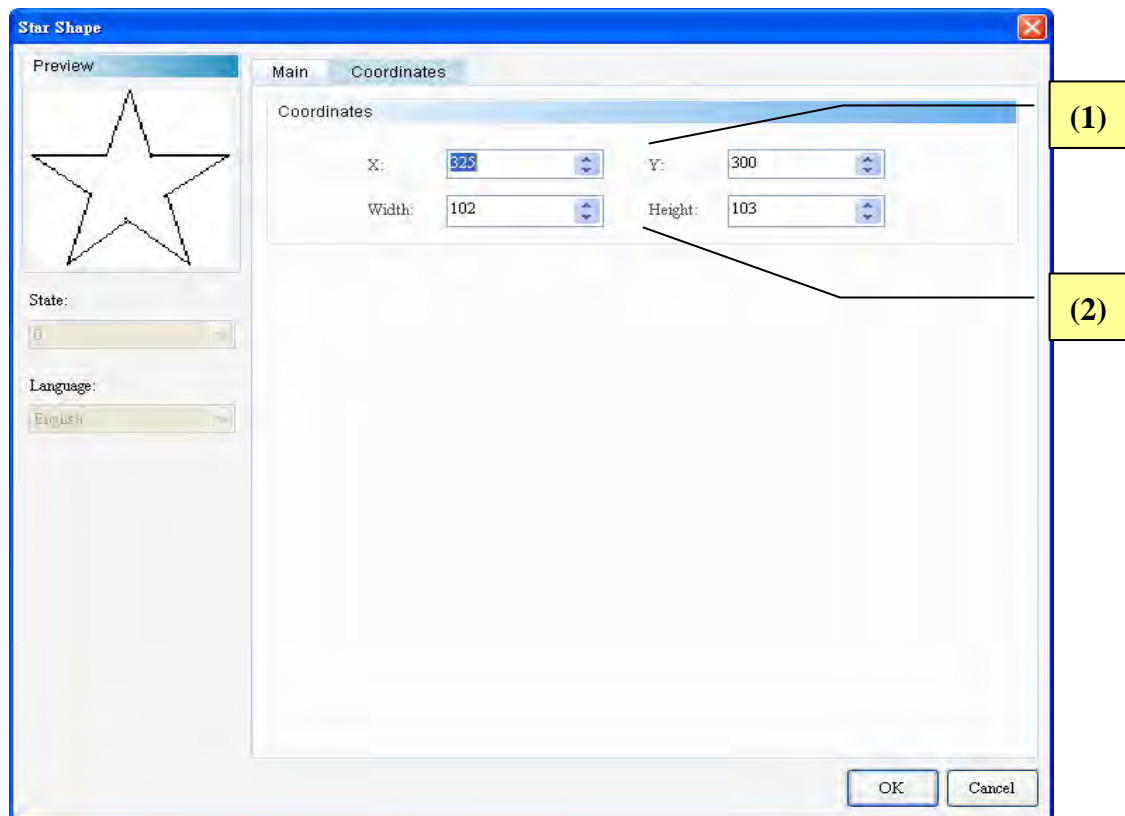 Star Shape
Preview
Main Coordinates
Coordinates
(1)
X: 325 Y: 300
Width: 102 Height: 103
State:
0
(2)
Language:
English
OK Cancel